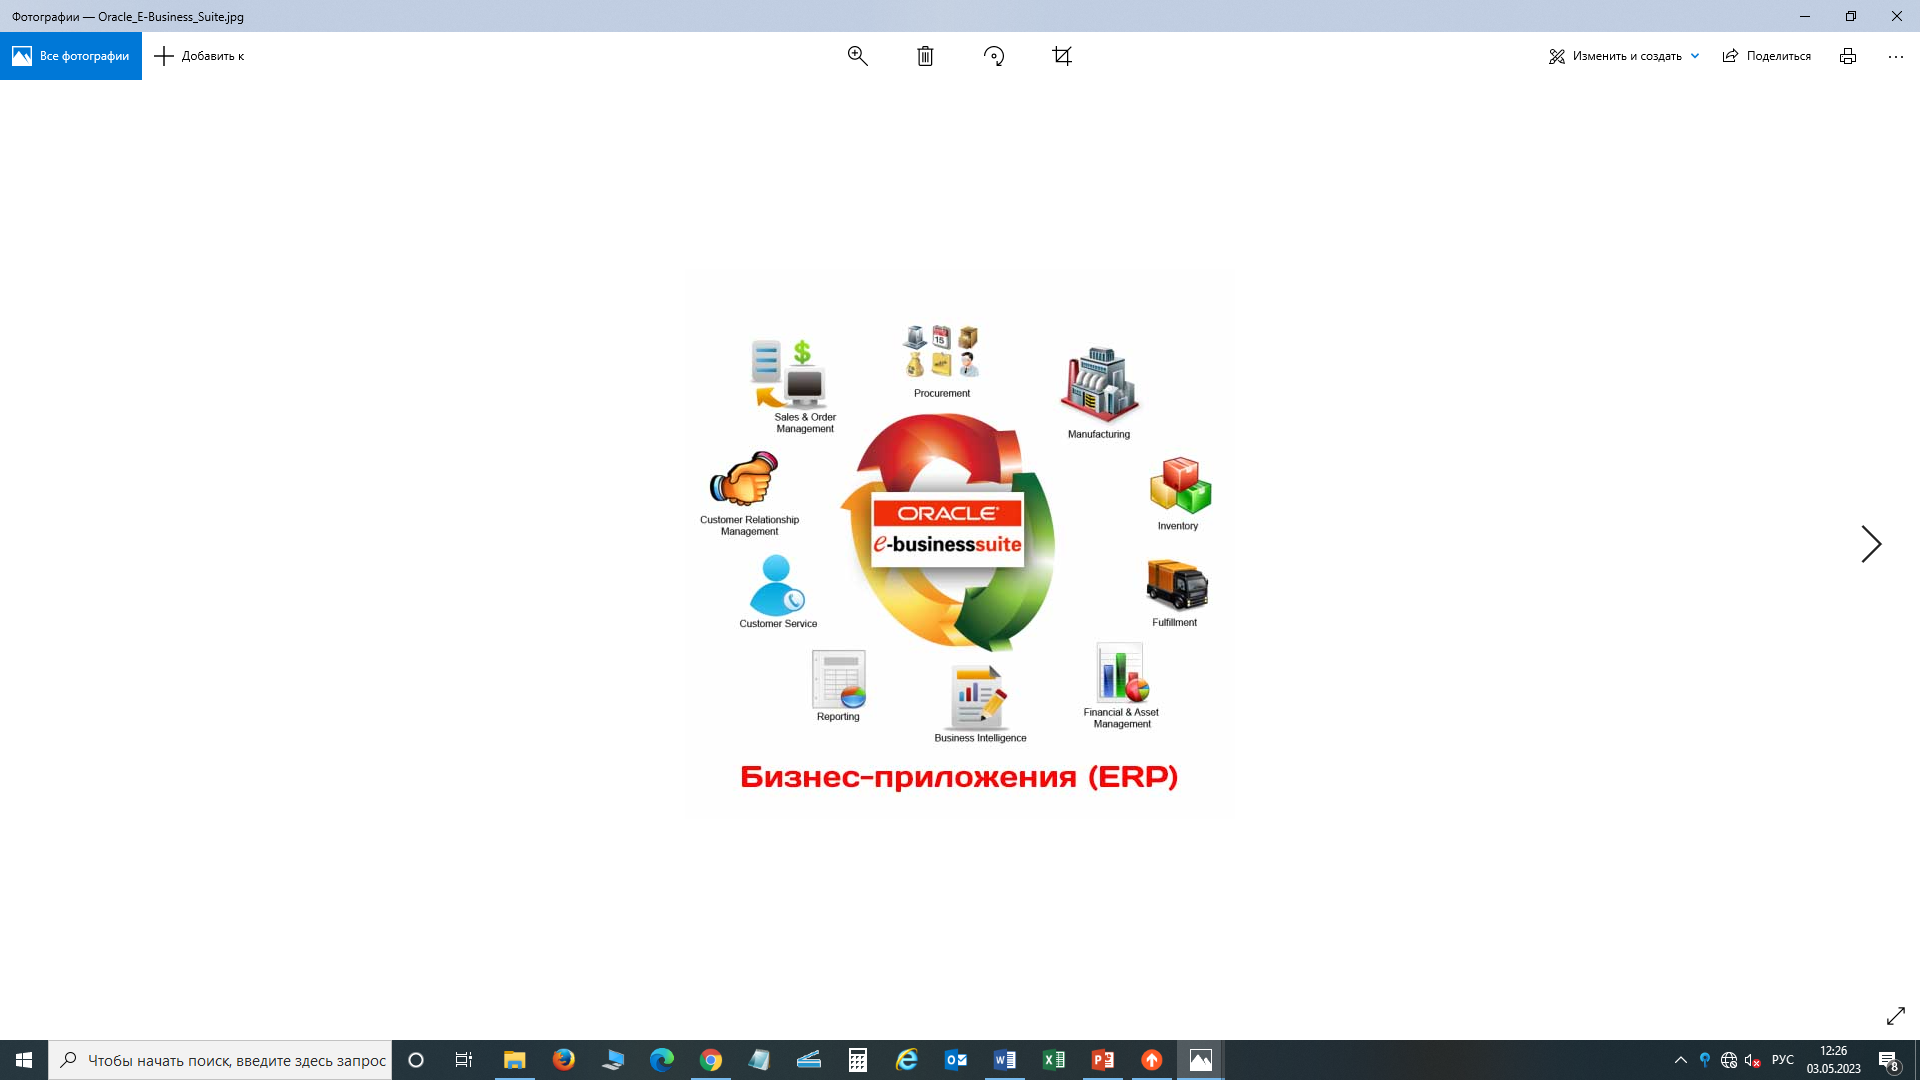 Фотографии — Oracle_E-Business_Suite.jpg
Все фотографии
Добавить к
Изменить и создать
Поделиться
Procurement
15
Sales & Order
Management
Manufacturing
Customer Relationship
Management
ORACLE
e-businesssuite
Inventory
Customer Service
Fulfillment
Reporting
Business Intelligence
Financial & Asset
Management
Бизнес-приложения (ERP)
Чтобы начать поиск, введите здесь запрос
РУС
12:26
03.05.2023
8